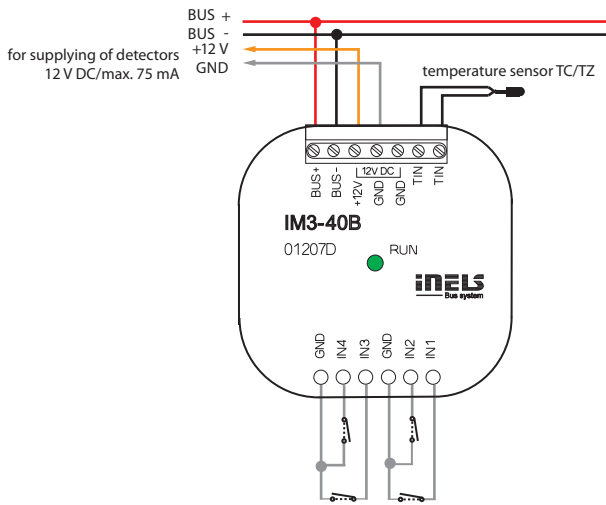 BUS +
BUS -
+12 V
for supplying of detectors
12 V DC/max. 75 mA
GND
temperature sensor TC/TZ
BUS+
BUS-
+12V
12V DC
GND
GND
TIN
TIN
IM3-40B
01207D
RUN
iNELS
Bus system
GND
IN4
IN3
GND
IN2
IN1